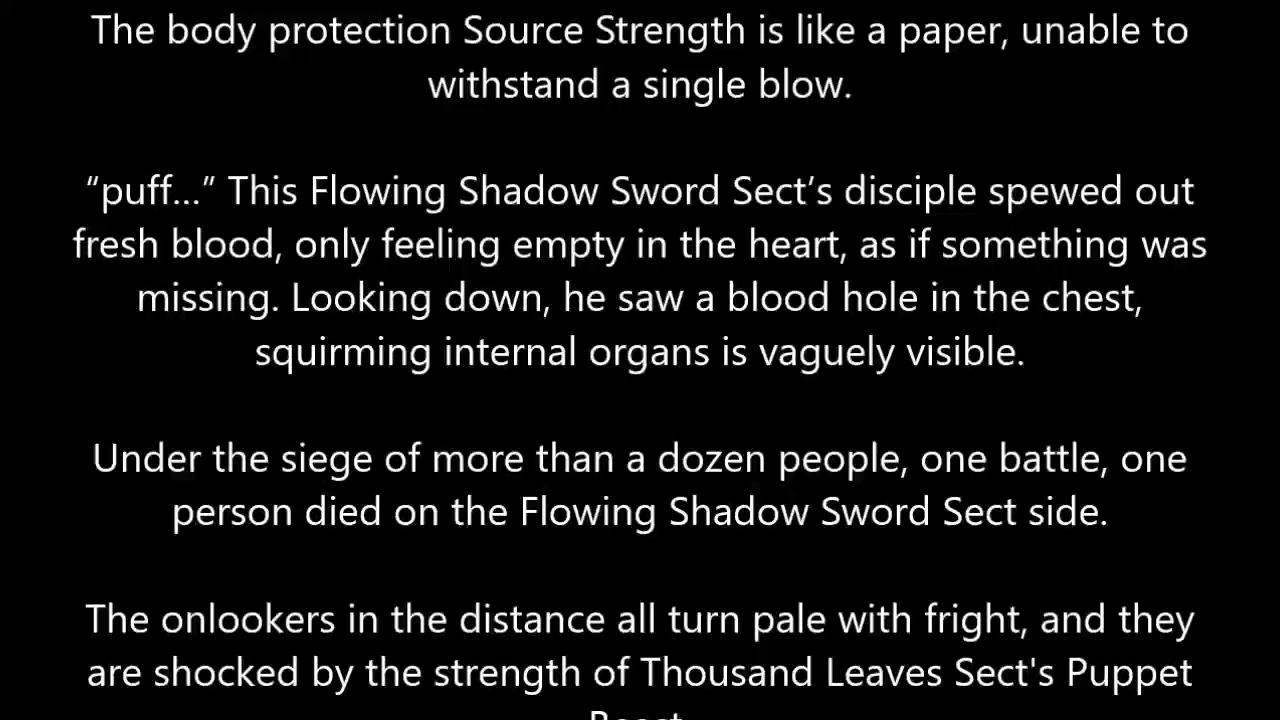 The body protection Source Strength is like a paper, unable to
withstand a single blow.
“puff...” This Flowing Shadow Sword Sect’s disciple spewed out
fresh blood, only feeling empty in the heart, as if something was
missing. Looking down, he saw a blood hole in the chest,
squirming internal organs is vaguely visible.
Under the siege of more than a dozen people, one battle, one
person died on the Flowing Shadow Sword Sect side.
The onlookers in the distance all turn pale with fright, and they
are shocked by the strength of Thousand Leaves Sect's Puppet